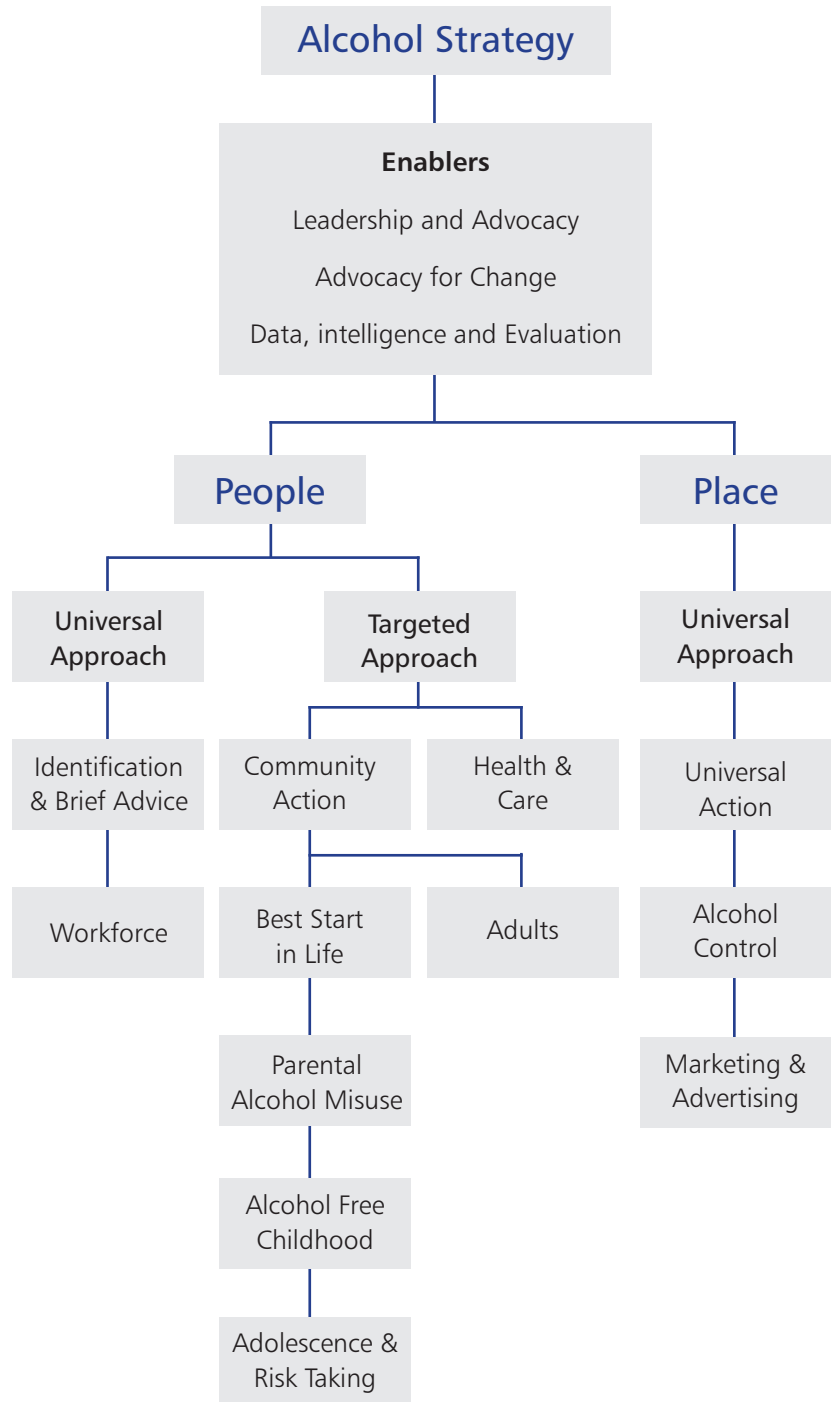 Alcohol Strategy
Enablers
Leadership and Advocacy
Advocacy for Change
Data, intelligence and Evaluation
People
Place
Universal
Approach
Targeted
Approach
Universal
Approach
Identification
& Brief Advice
Community
Action
Health &
Care
Universal
Action
Workforce
Best Start
in Life
Adults
Alcohol
Control
Parental
Alcohol Misuse
Marketing &
Advertising
Alcohol Free
Childhood
Adolescence &
Risk Taking